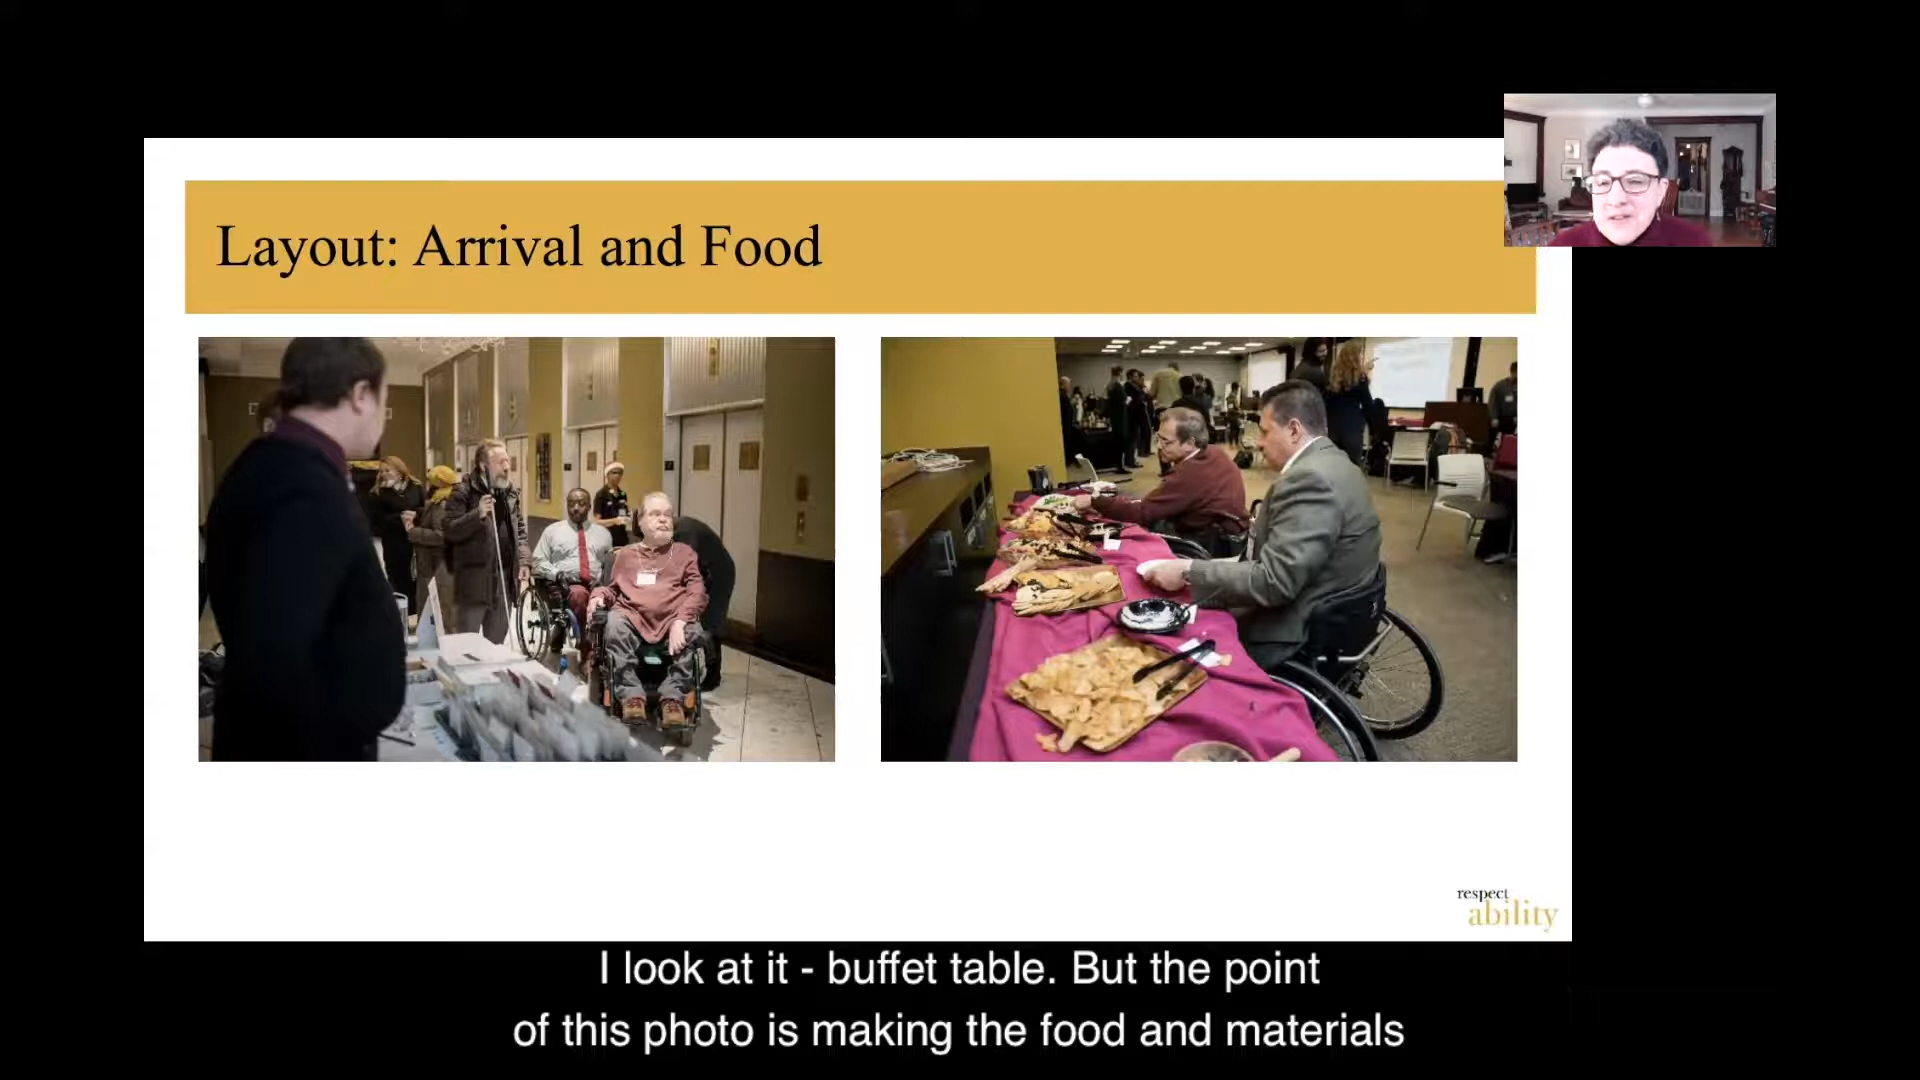 Layout: Arrival and Food
respect
ability
I look at it - buffet table. But the point
of this photo is making the food and materials